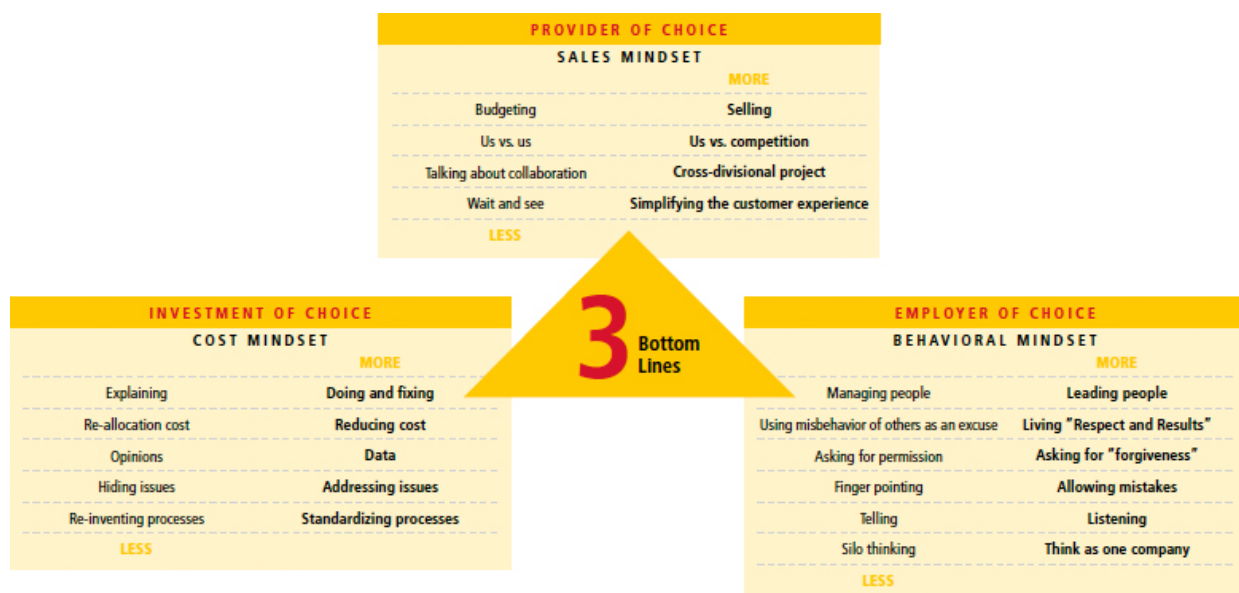 PROVIDER OF CHOICE
SALES MINDSET
MORE
Budgeting Selling
Us vs. us Us vs. competition
Talking about collaboration Cross-divisional project
Wait and see Simplifying the customer experience
LESS
3 Bottom
Lines
INVESTMENT OF CHOICE
COST MINDSET
MORE
Explaining Doing and fixing
Re-allocation cost Reducing cost
Opinions Data
Hiding issues Addressing issues
Re-inventing processes Standardizing processes
LESS
EMPLOYER OF CHOICE
BEHAVIORAL MINDSET
MORE
Managing people Leading people
Using misbehavior of others as an excuse Living "Respect and Results"
Asking for permission Asking for "forgiveness"
Finger pointing Allowing mistakes
Telling Listening
Silo thinking Think as one company
LESS